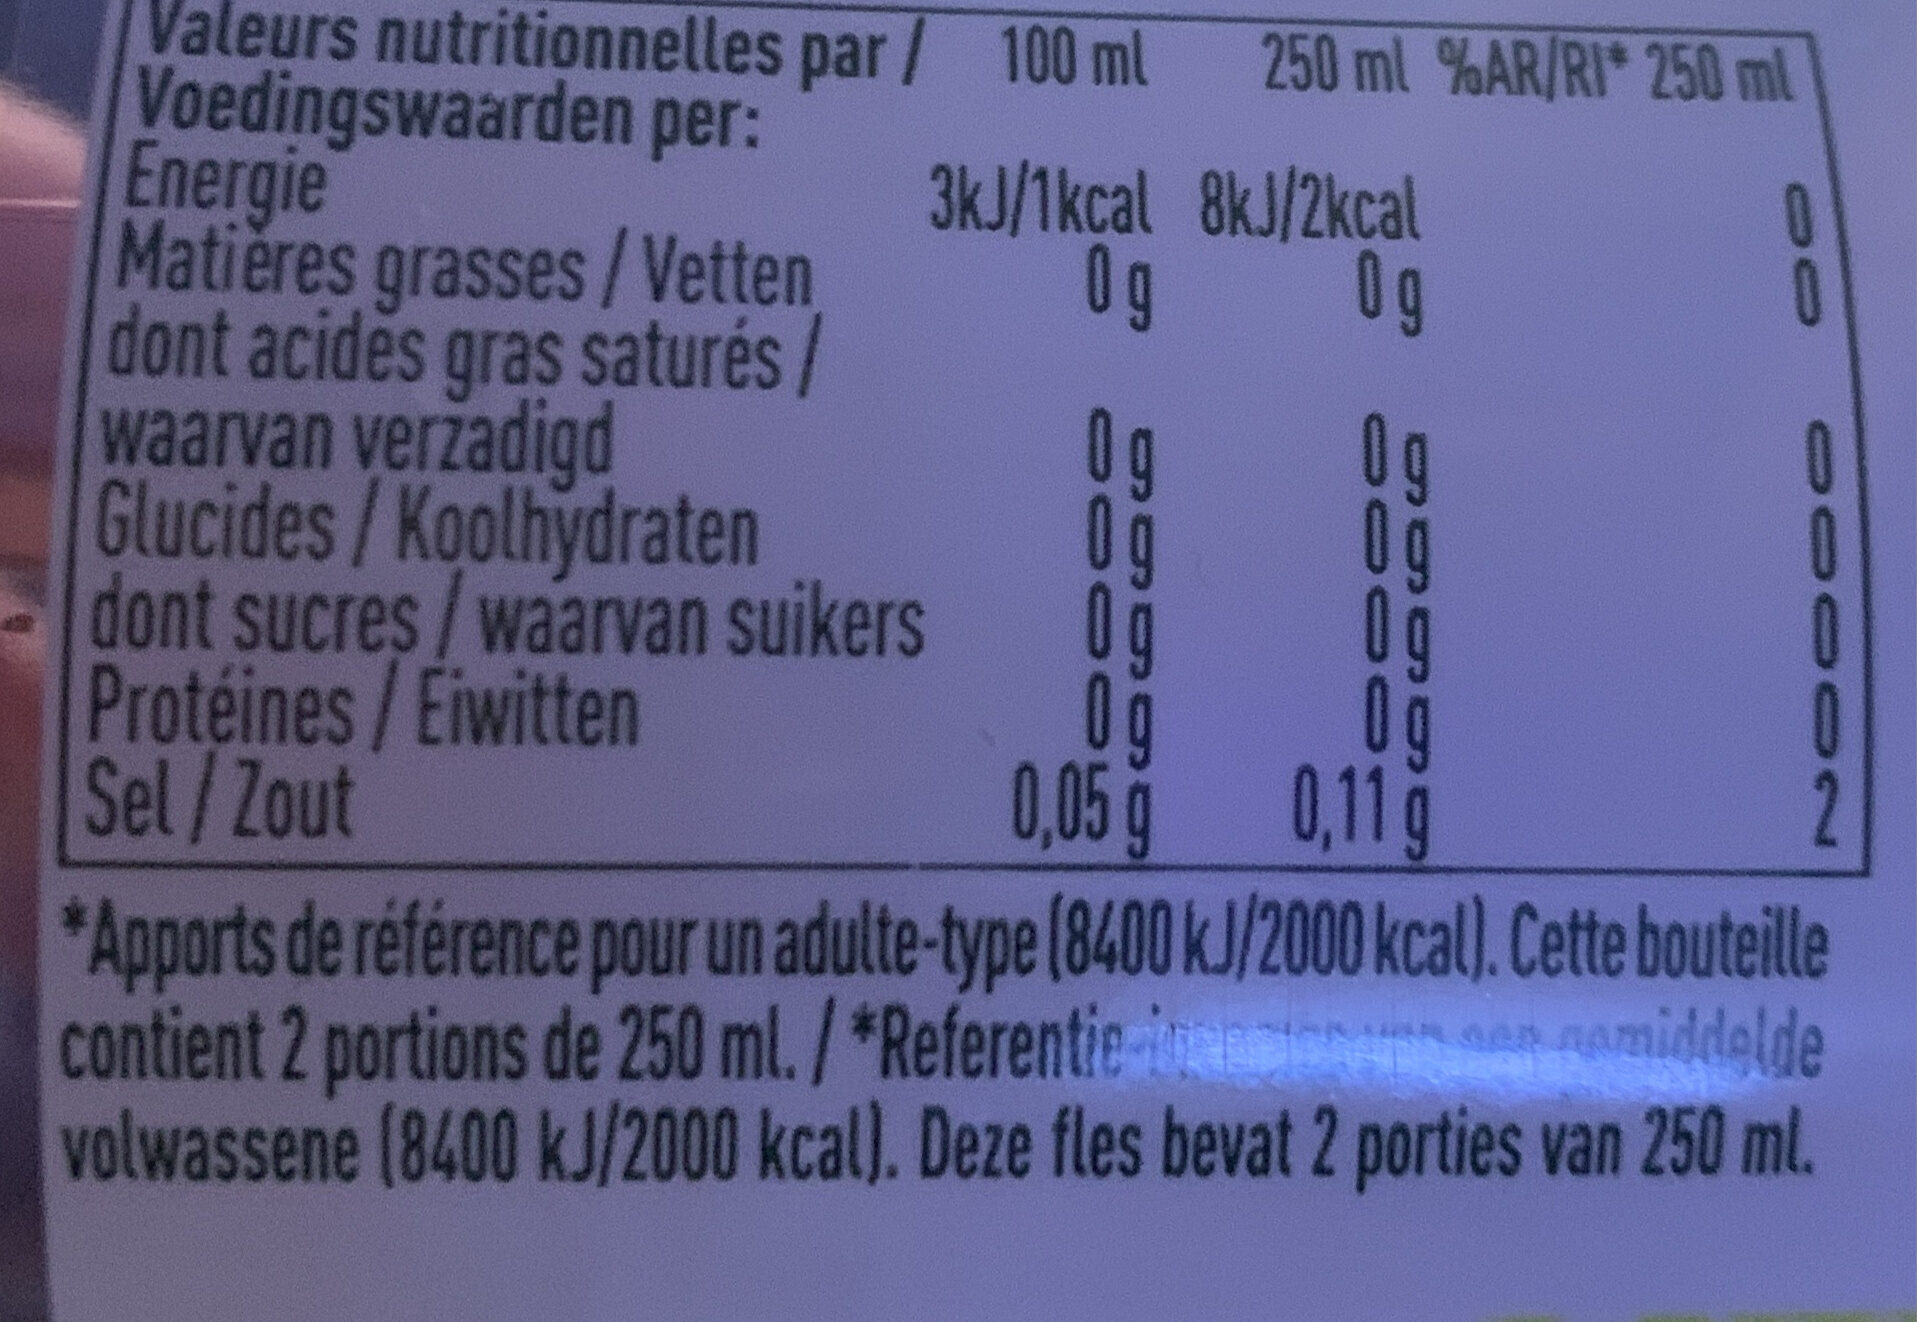 Valeurs nutritionnelles par / 100 ml 250 ml %AR/RI* 250 ml
Voedingswaarden per:
Energie 3kJ/1kcal 8kJ/2kcal 0
Matières grasses / Vetten 0 g 0 g 0
dont acides gras saturés /
waarvan verzadigd 0 g 0 g 0
Glucides / Koolhydraten 0 g 0 g 0
dont sucres / waarvan suikers 0 g 0 g 0
Protéines / Eiwitten 0 g 0 g 0
Sel / Zout 0,05 g 0,11 g 2
*Apports de référence pour un adulte-type (8400 kJ/2000 kcal). Cette bouteille
contient 2 portions de 250 ml. / *Referentie- gemiddelde
volwassene (8400 kJ/2000 kcal). Deze fles bevat 2 porties van 250 ml.